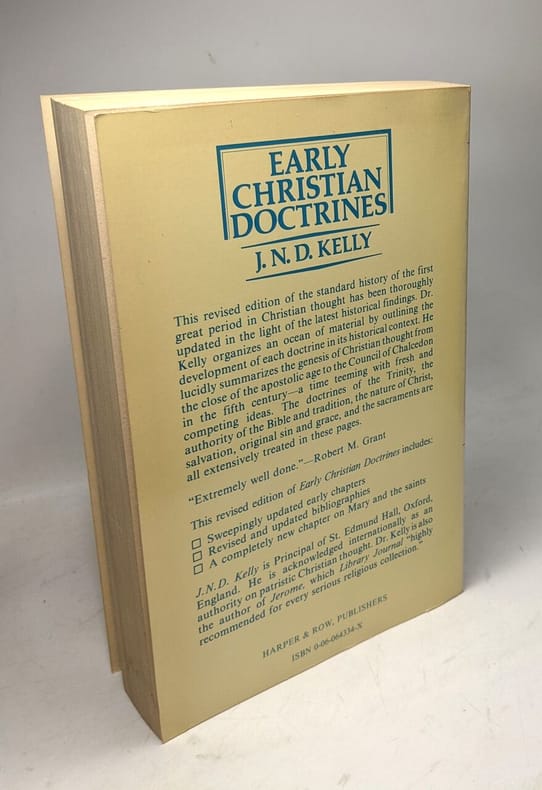 EARLY
CHRISTIAN
DOCTRINES
J. N. D. KELLY
This revised edition of the standard history of the first
great period in Christian thought has been thoroughly
updated in the light of the latest historical findings. Dr.
Kelly organizes an ocean of material by outlining the
development of each doctrine in its historical context. He
lucidly summarizes the genesis of Christian thought from
the close of the apostolic age to the Council of Chalcedon
in the fifth century—a time teeming with fresh and
competing ideas. The doctrines of the Trinity, the
authority of the Bible and tradition, the nature of Christ,
salvation, original sin and grace, and the sacraments are
all extensively treated in these pages.
“Extremely well done.”—Robert M. Grant
This revised edition of Early Christian Doctrines includes:
☐ Sweepingly updated early chapters
☐ Revised and updated bibliographies
☐ A completely new chapter on Mary and the saints
J.N.D. Kelly is Principal of St. Edmund Hall, Oxford,
England. He is acknowledged internationally as an
authority on patristic Christian thought. Dr. Kelly is also
the author of Jerome, which Library Journal “highly
recommended for every serious religious collection.”
HARPER & ROW, PUBLISHERS
ISBN 0-06-064334-X